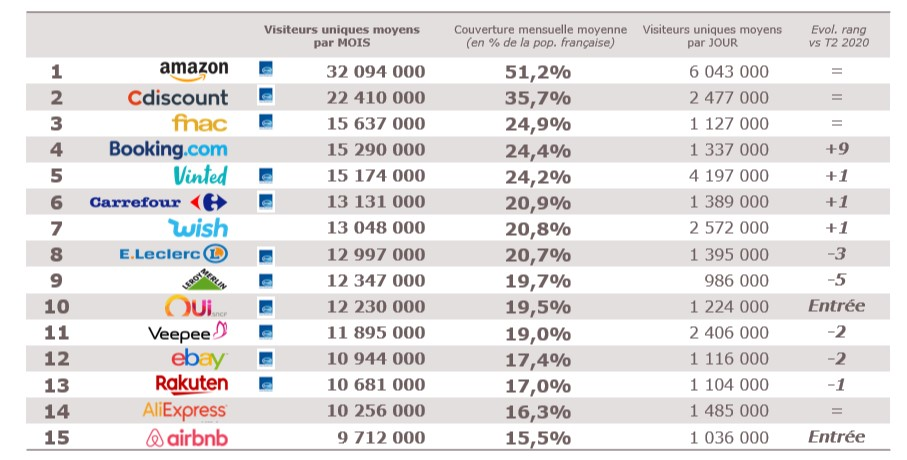 Visiteurs uniques moyens par MOIS Couverture mensuelle moyenne (en % de la pop. française) Visiteurs uniques moyens par JOUR Evol. rang vs T2 2020
1 amazon 32 094 000 51,2% 6 043 000 =
2 Cdiscount 22 410 000 35,7% 2 477 000 =
3 fnac 15 637 000 24,9% 1 127 000 =
4 Booking.com 15 290 000 24,4% 1 337 000 +9
5 Vinted 15 174 000 24,2% 4 197 000 +1
6 Carrefour 13 131 000 20,9% 1 389 000 +1
7 wish 13 048 000 20,8% 2 572 000 +1
8 E.Leclerc L 12 997 000 20,7% 1 395 000 -3
9 LEROY MERLIN 12 347 000 19,7% 986 000 -5
10 OUi.sncf 12 230 000 19,5% 1 224 000 Entrée
11 Veepee 11 895 000 19,0% 2 406 000 -2
12 ebay 10 944 000 17,4% 1 116 000 -2
13 Rakuten 10 681 000 17,0% 1 104 000 -1
14 AliExpress 10 256 000 16,3% 1 485 000 =
15 airbnb 9 712 000 15,5% 1 036 000 Entrée